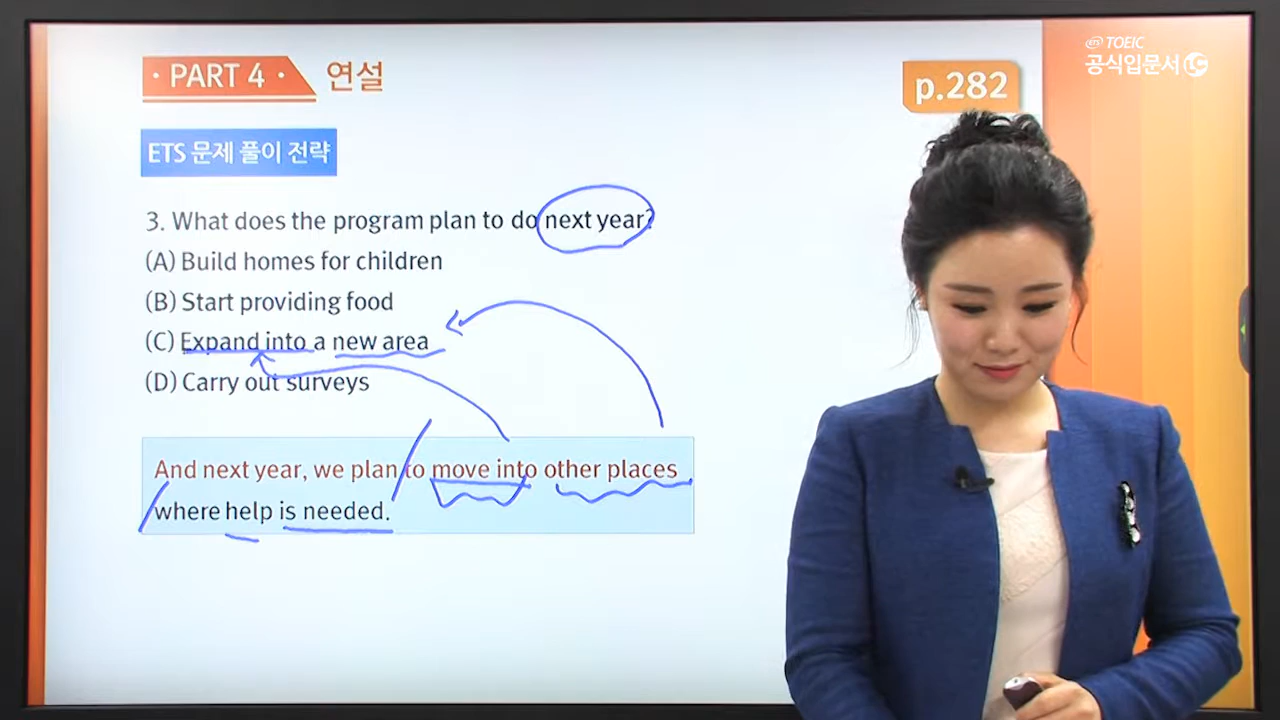 ETS TOEIC
공식입문서 LC
· PART 4 · 연설
p.282
ETS 문제 풀이 전략
3. What does the program plan to do next year?
(A) Build homes for children
(B) Start providing food
(C) Expand into a new area
(D) Carry out surveys
And next year, we plan to move into other places
where help is needed.